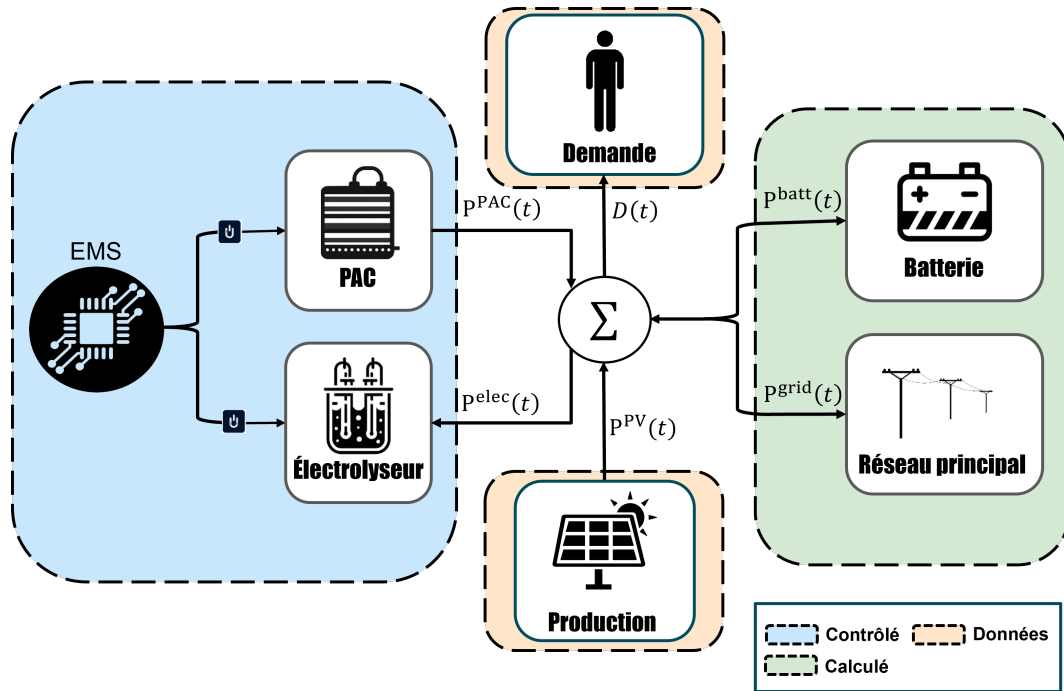 Demande
D(t)
EMS
PAC
P^PAC(t)
Électrolyseur
P^elec(t)
Σ
P^PV(t)
Production
P^batt(t)
+ −
Batterie
P^grid(t)
Réseau principal
Contrôlé
Données
Calculé